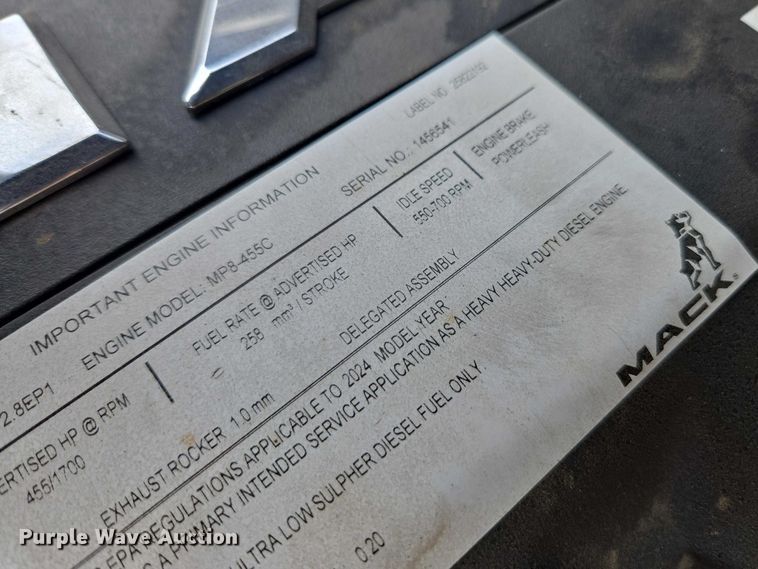 IMPORTANT ENGINE INFORMATION
LABEL NO.
2.8EP1 ENGINE MODEL: MP8-455C SERIAL NO.: 1456541
ERTISED HP @ RPM FUEL RATE @ ADVERTISED HP IDLE SPEED ENGINE BRAKE
455/1700 258 mm³ / STROKE 550-700 RPM POWERLEASH
EXHAUST ROCKER 1.0 mm DELEGATED ASSEMBLY
EPA REGULATIONS APPLICABLE TO 2024 MODEL YEAR
S A PRIMARY INTENDED SERVICE APPLICATION AS A HEAVY HEAVY-DUTY DIESEL ENGINE
ULTRA LOW SULPHER DIESEL FUEL ONLY
0.20
MACK®
Purple Wave Auction